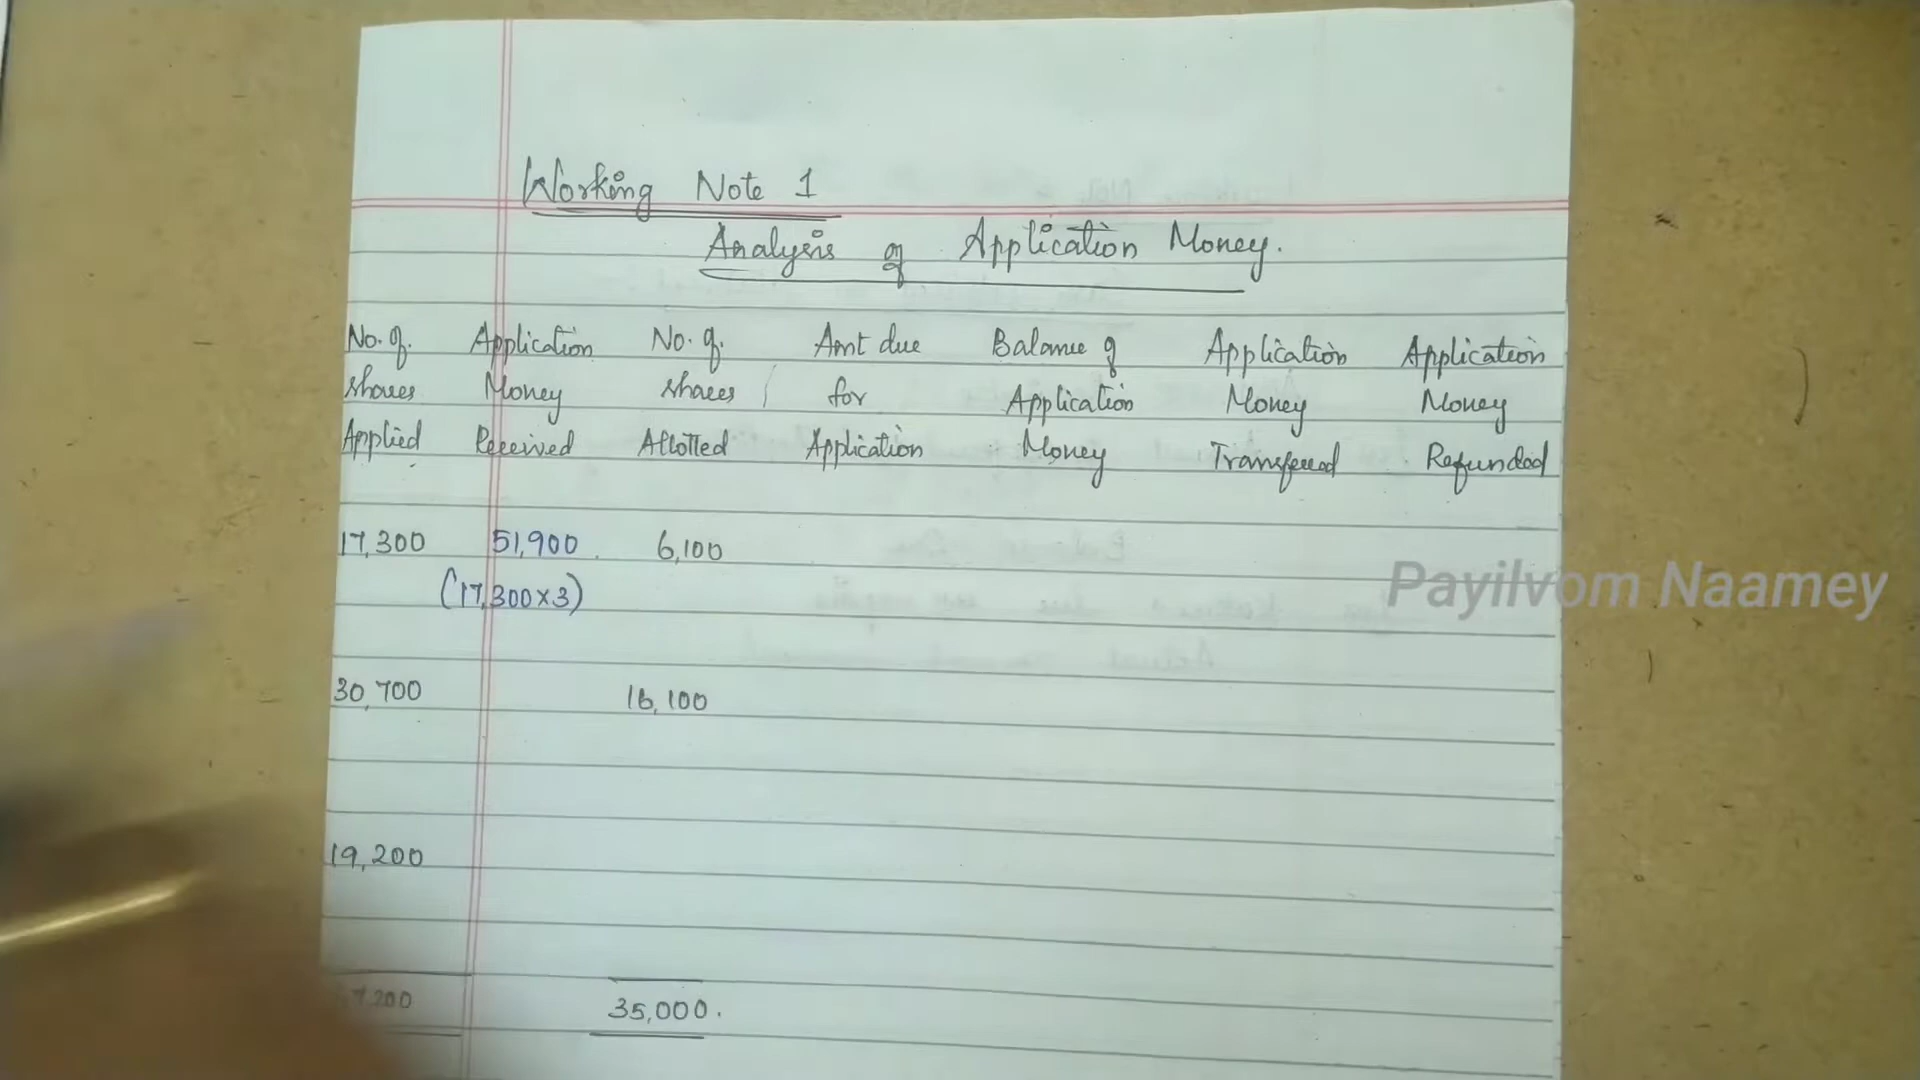 Working Note 1
Analysis of Application Money.
No. of. Application No. of. Amt due Balance of Application Application
shares Money shares for Application Money Money
Applied Received Allotted Application Money Transferred Refunded
17,300 51,900 6,100
(17,300x3)
Payilvom Naamey
30,700 16,100
19,200
7,200 35,000.